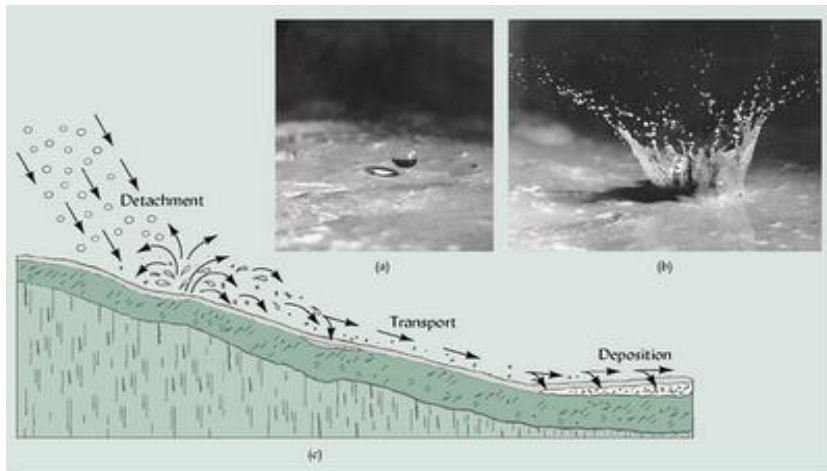 (a)
(b)
Detachment
Transport
Deposition
(c)